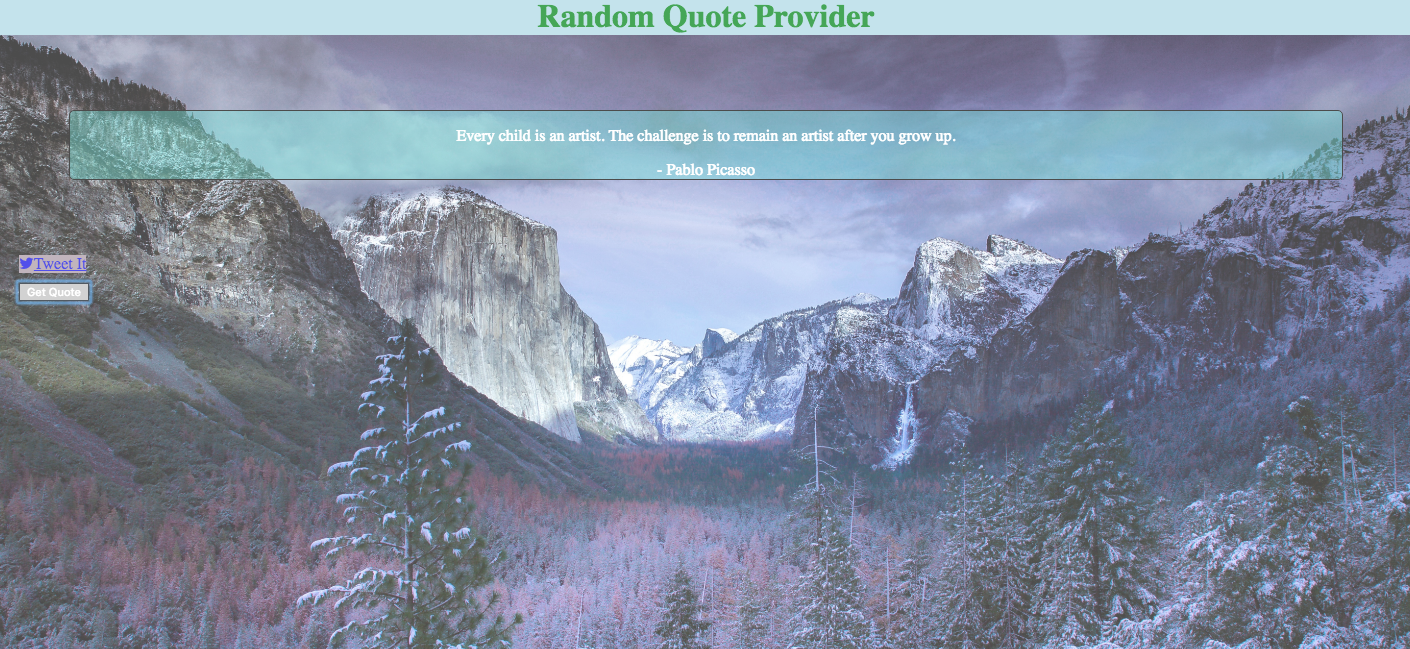 Random Quote Provider
Every child is an artist. The challenge is to remain an artist after you grow up.
- Pablo Picasso
Tweet It
Get Quote